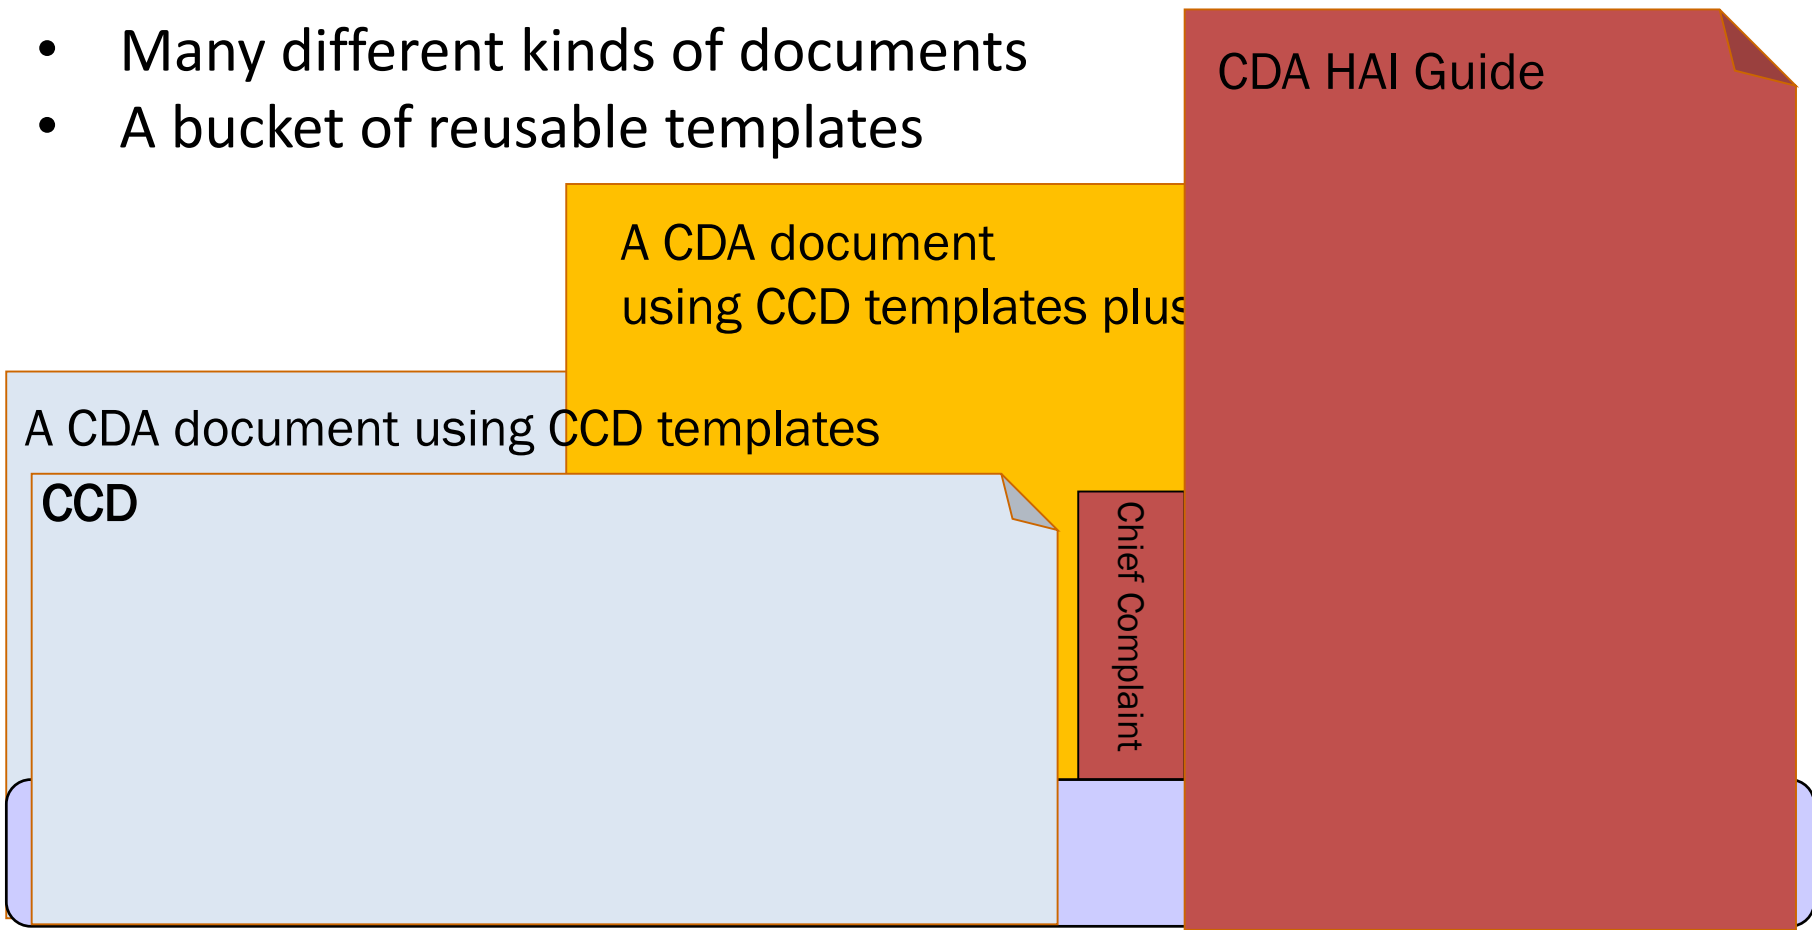 • Many different kinds of documents
• A bucket of reusable templates
CDA HAI Guide
A CDA document
using CCD templates plus
A CDA document using CCD templates
CCD
Chief Complaint